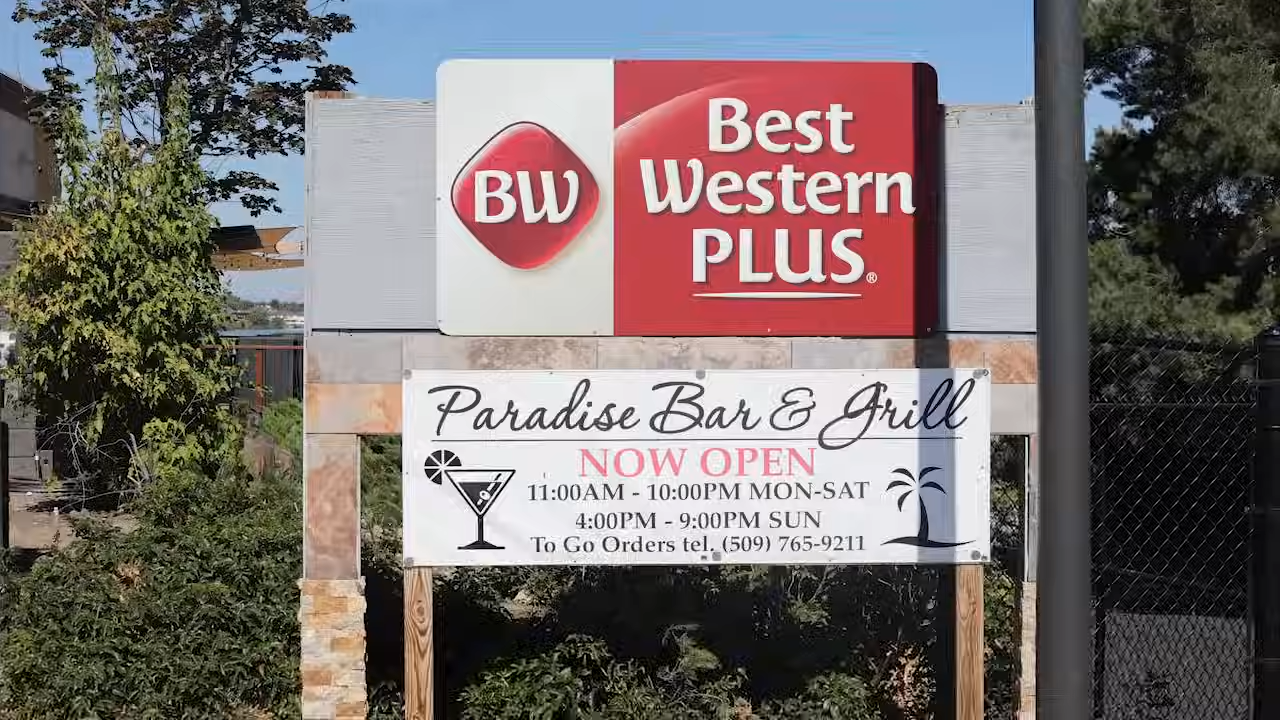 BW
Best
Western
PLUS®
Paradise Bar & Grill
NOW OPEN
11:00AM - 10:00PM MON-SAT
4:00PM - 9:00PM SUN
To Go Orders tel. (509) 765-9211